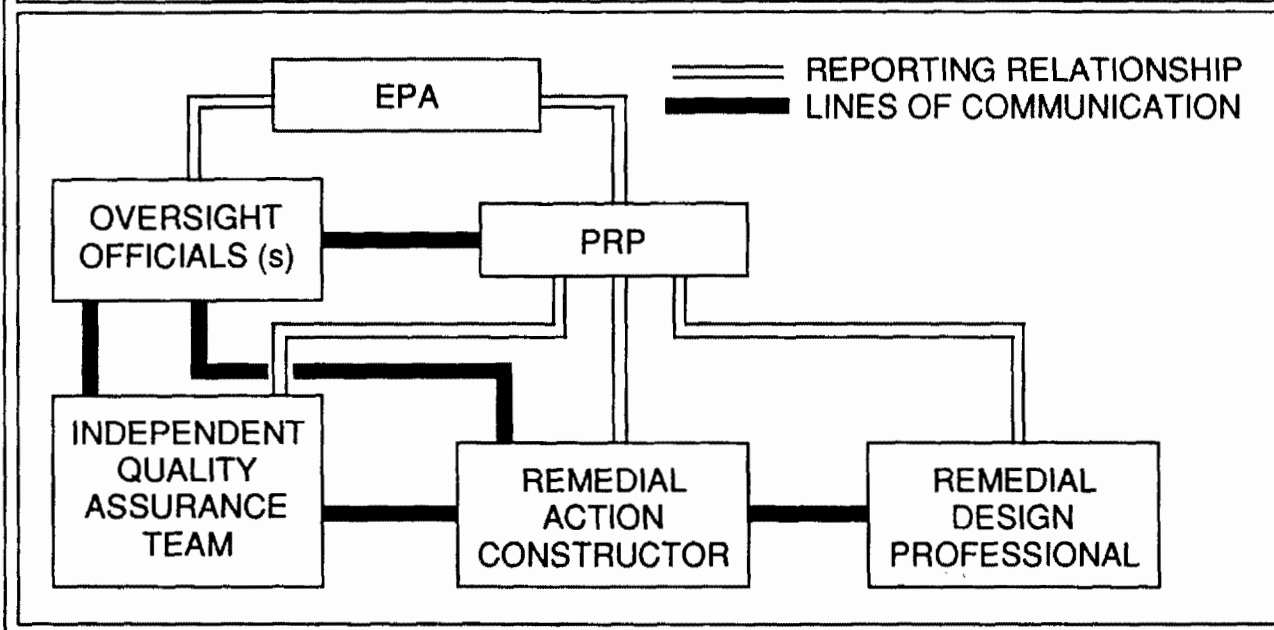 EPA
REPORTING RELATIONSHIP
LINES OF COMMUNICATION
OVERSIGHT
OFFICIALS (s)
PRP
INDEPENDENT
QUALITY
ASSURANCE
TEAM
REMEDIAL
ACTION
CONSTRUCTOR
REMEDIAL
DESIGN
PROFESSIONAL